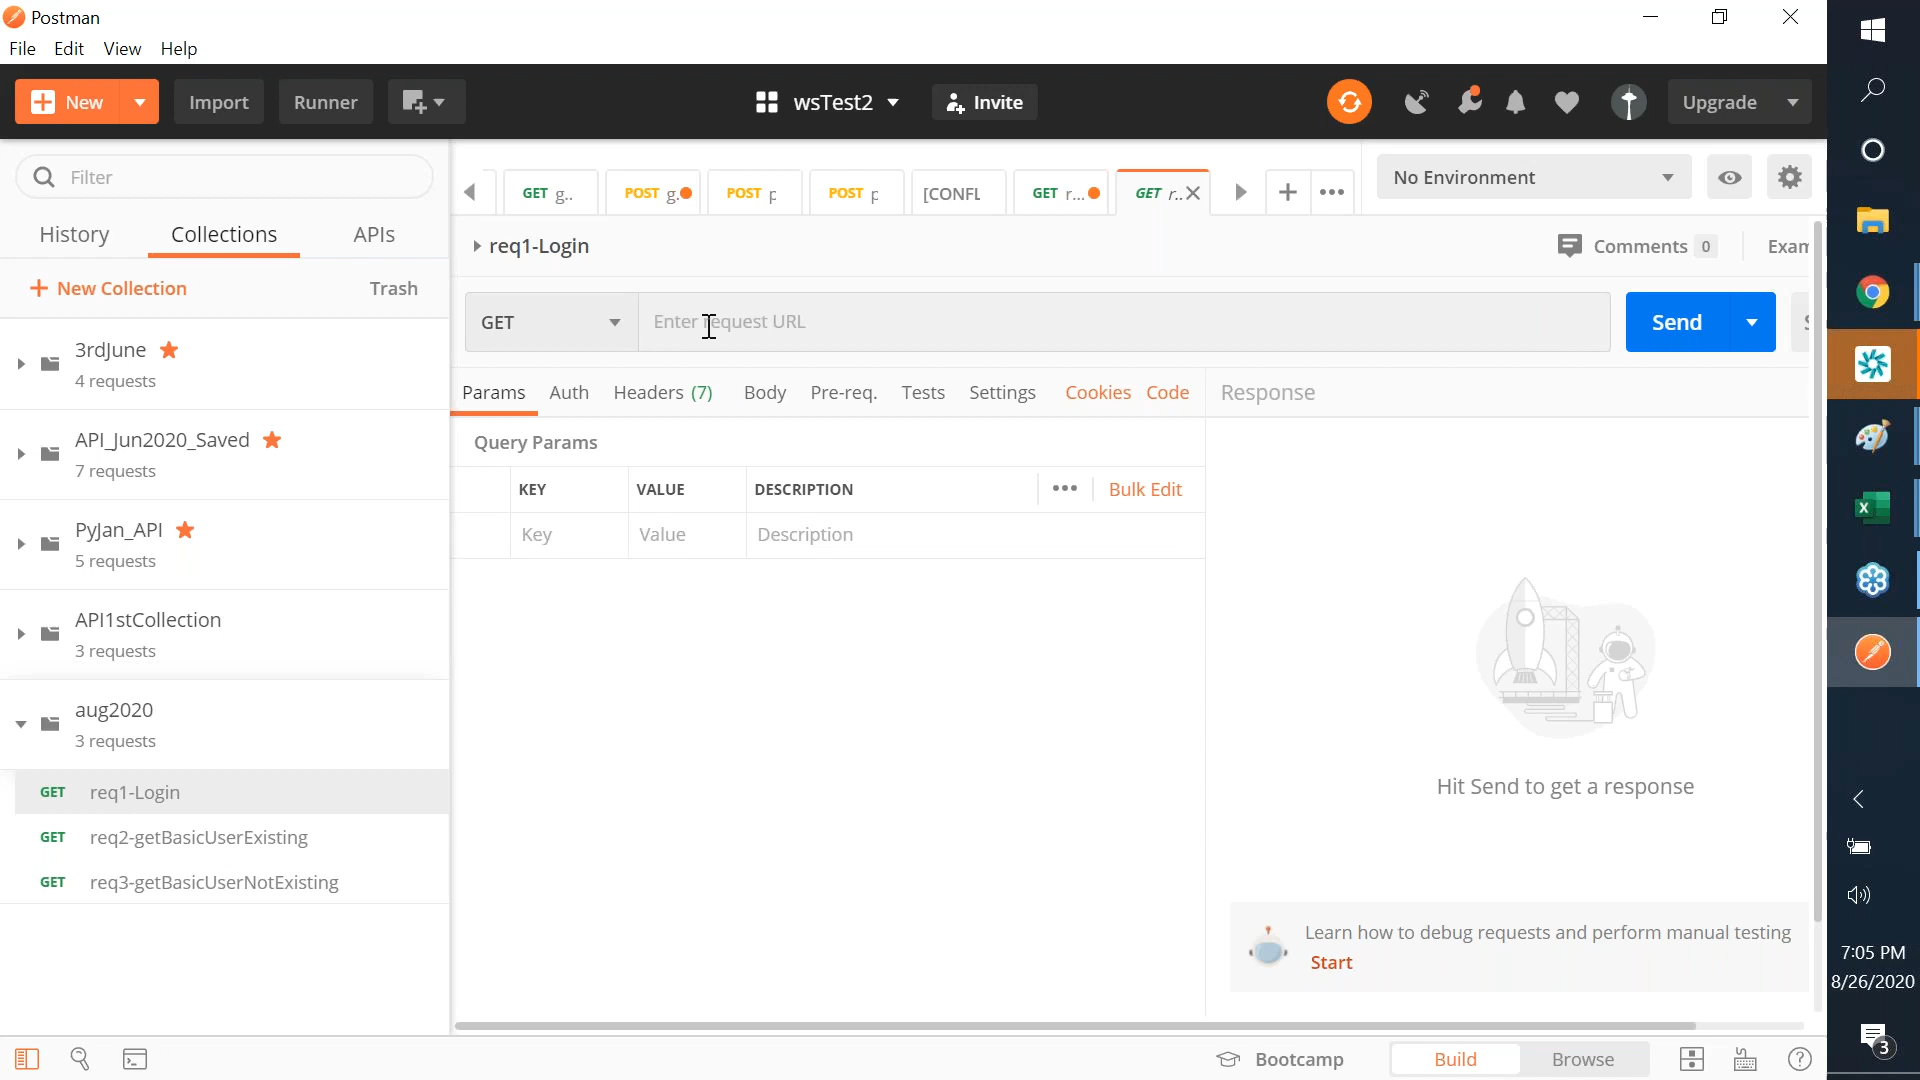 Postman
File Edit View Help
New Import Runner wsTest2 Invite Upgrade
Filter
GET g.. POST g. POST p POST p [CONFL GET r... GET r.. No Environment
History Collections APIs
req1-Login Comments 0 Exam
New Collection Trash
GET Enter request URL Send
3rdJune
4 requests
Params Auth Headers (7) Body Pre-req. Tests Settings Cookies Code Response
API_Jun2020_Saved
7 requests
Query Params
KEY VALUE DESCRIPTION Bulk Edit
Key Value Description
PyJan_API
5 requests
API1stCollection
3 requests
aug2020
3 requests
GET req1-Login
GET req2-getBasicUserExisting
GET req3-getBasicUserNotExisting
Hit Send to get a response
Learn how to debug requests and perform manual testing
Start
Bootcamp Build Browse
7:05 PM
8/26/2020
3